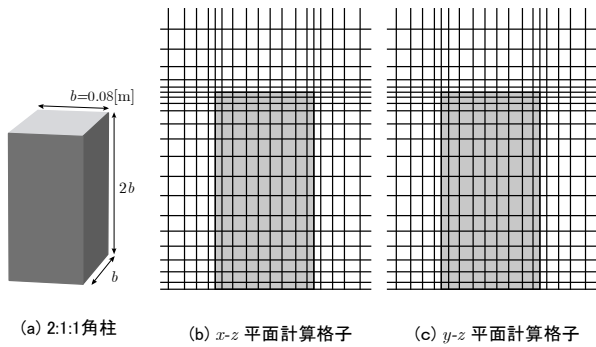 b=0.08[m]
2b
b
(a) 2:1:1角柱
(b) x-z 平面計算格子
(c) y-z 平面計算格子